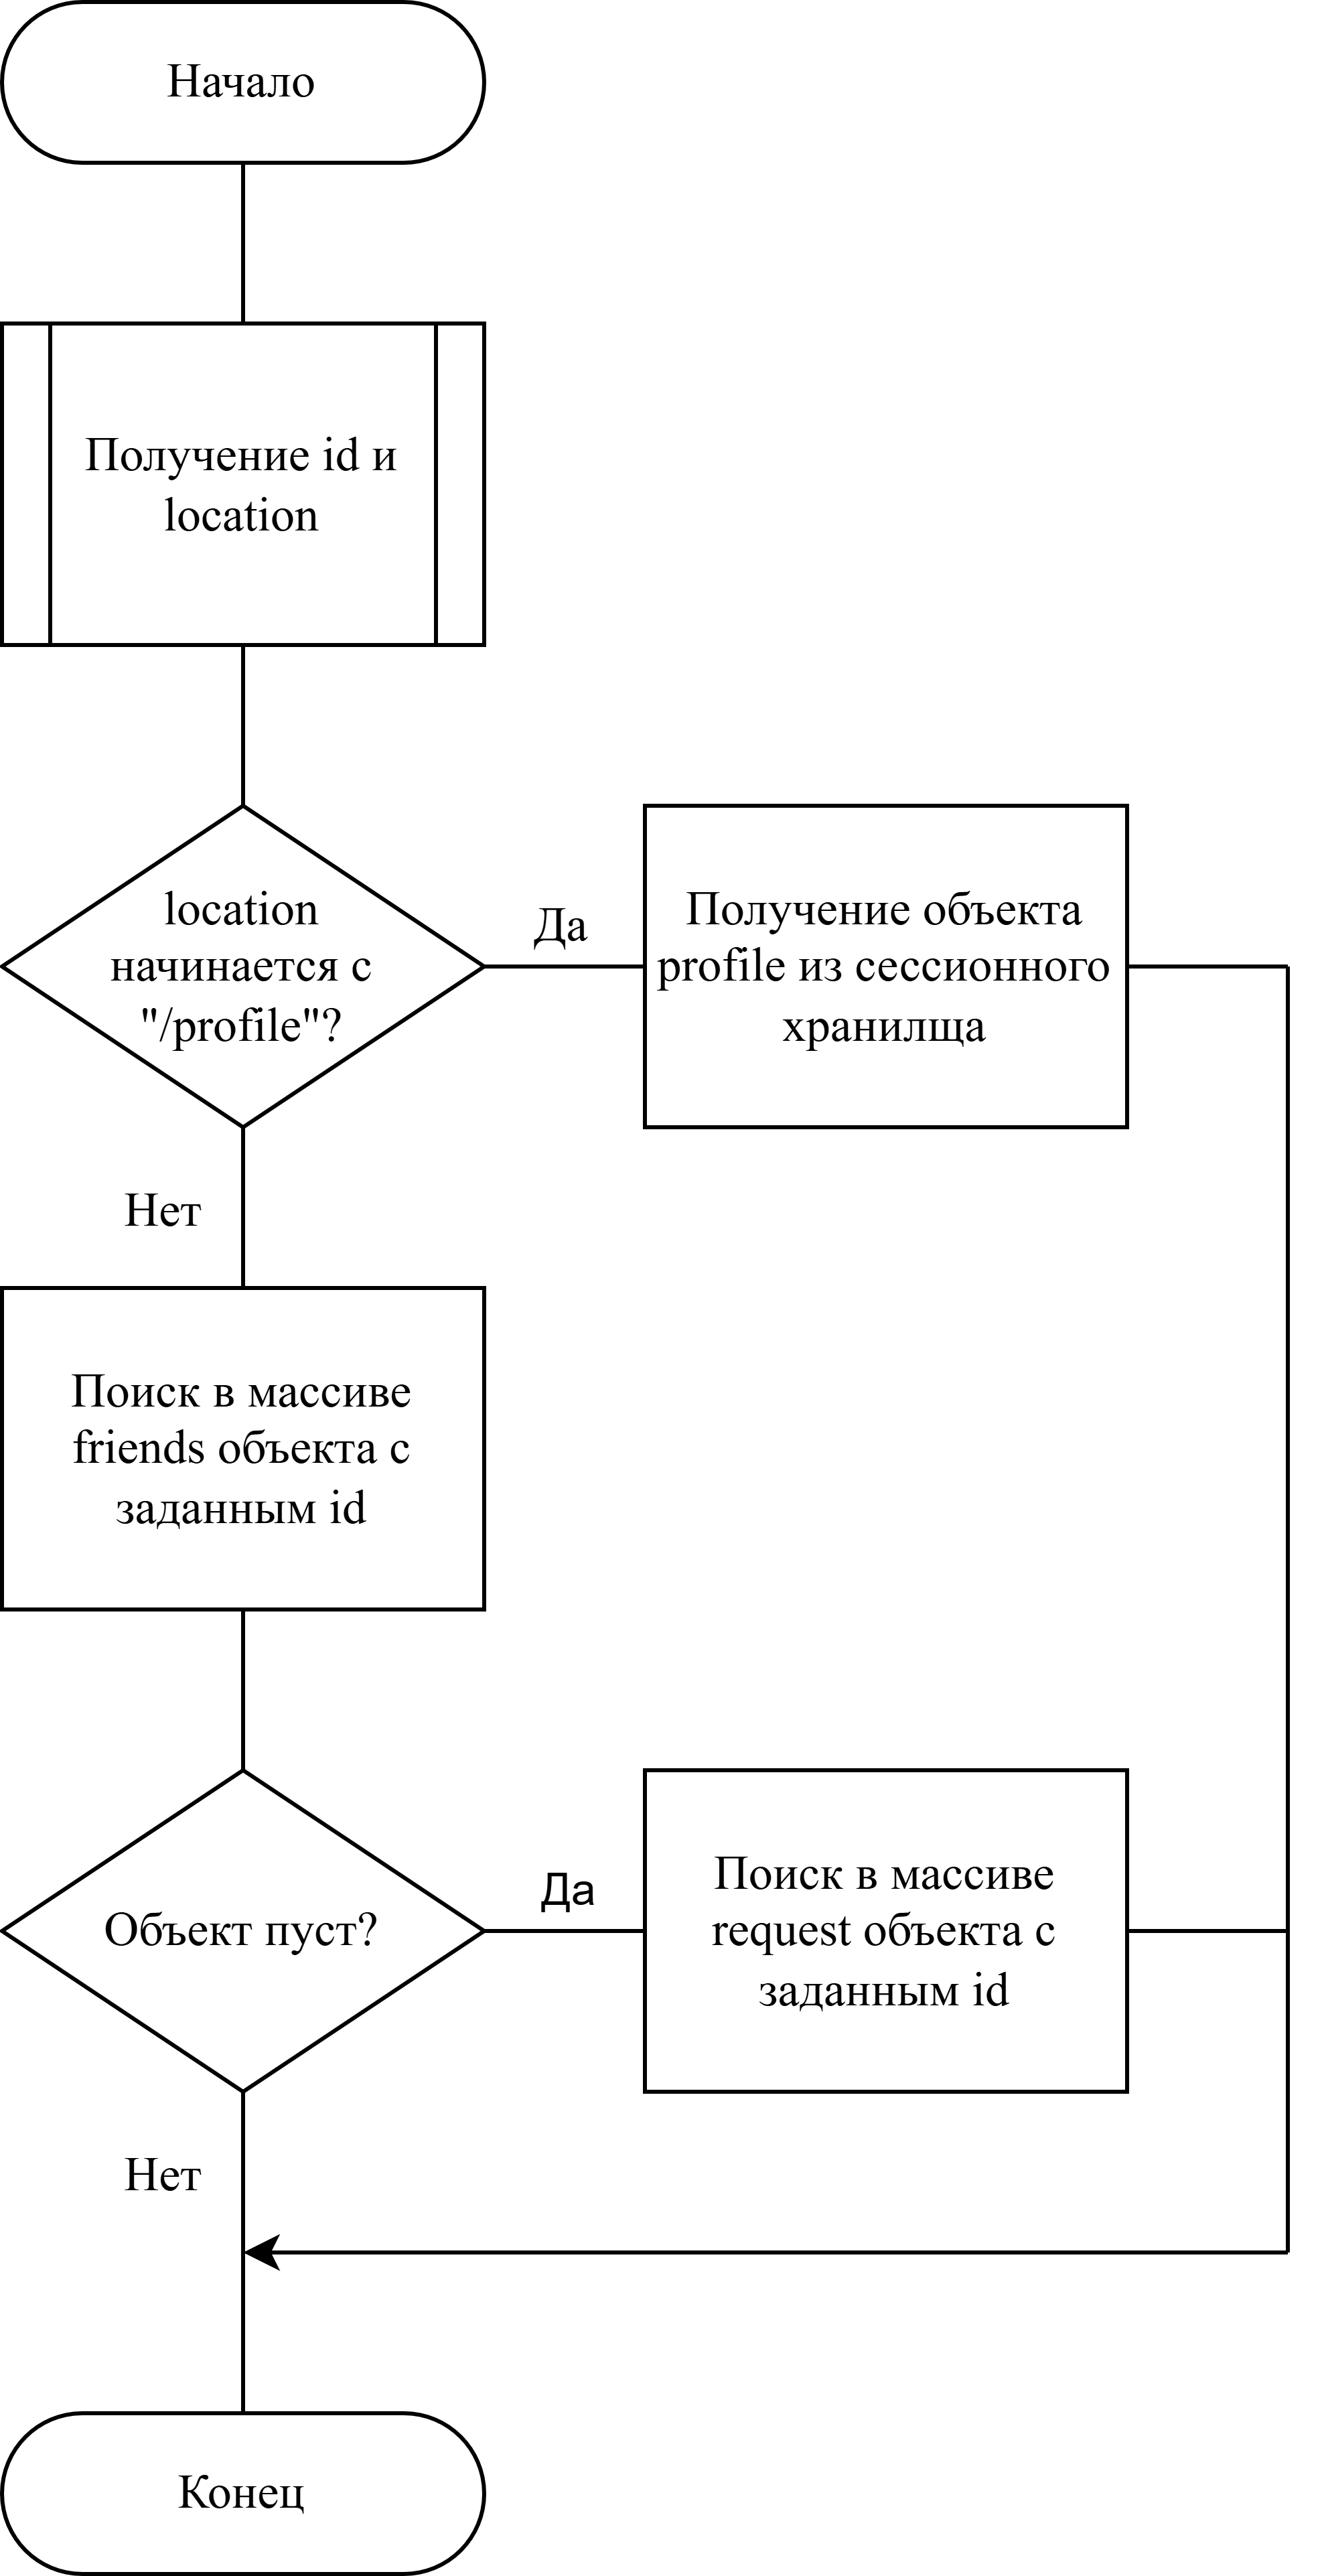 Начало
Получение id и
location
location
начинается с
"/profile"?
Да
Получение объекта
profile из сессионного
хранилща
Нет
Поиск в массиве
friends объекта с
заданным id
Объект пуст?
Да
Поиск в массиве
request объекта с
заданным id
Нет
Конец